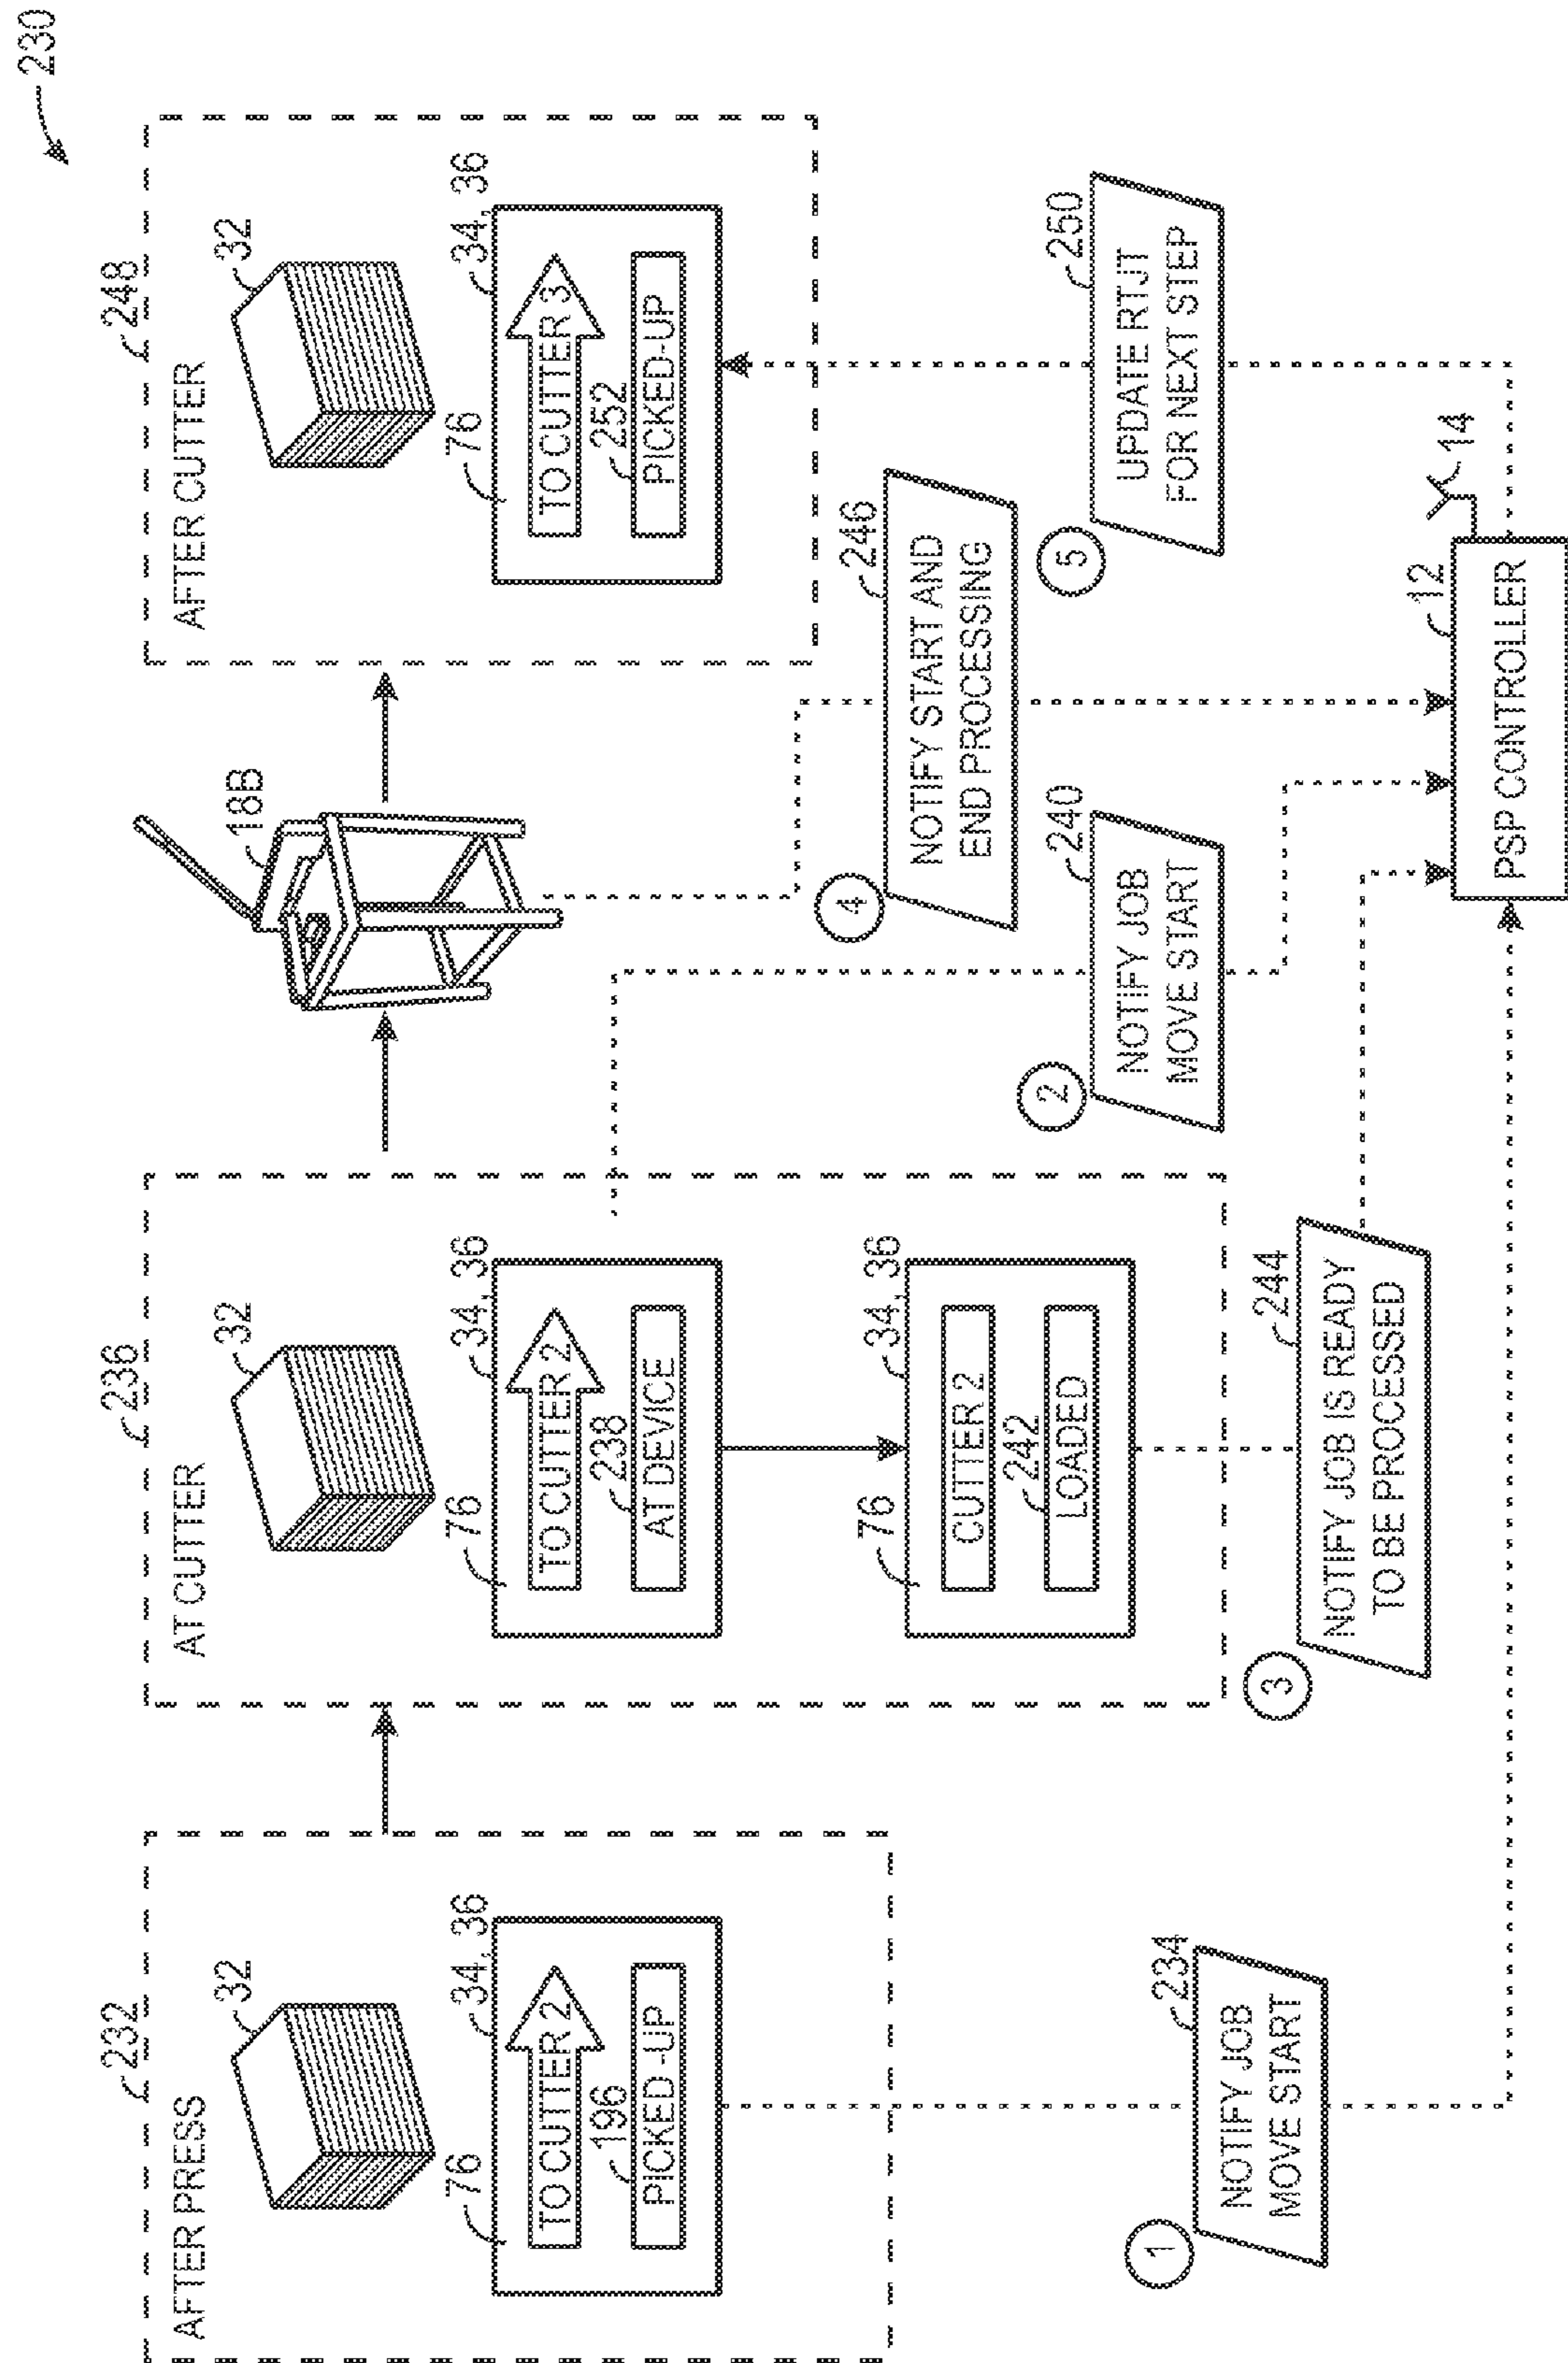 230
232
AFTER PRESS
32
76
34, 36
TO CUTTER 2
196
PICKED-UP
1
234
NOTIFY JOB
MOVE START
236
AT CUTTER
32
76
34, 36
TO CUTTER 2
238
AT DEVICE
76
34, 36
CUTTER 2
242
LOADED
3
244
NOTIFY JOB IS READY
TO BE PROCESSED
18B
2
240
NOTIFY JOB
MOVE START
4
246
NOTIFY START AND
END PROCESSING
248
AFTER CUTTER
32
76
34, 36
TO CUTTER 3
252
PICKED-UP
5
250
UPDATE RTJT
FOR NEXT STEP
12
14
PSP CONTROLLER